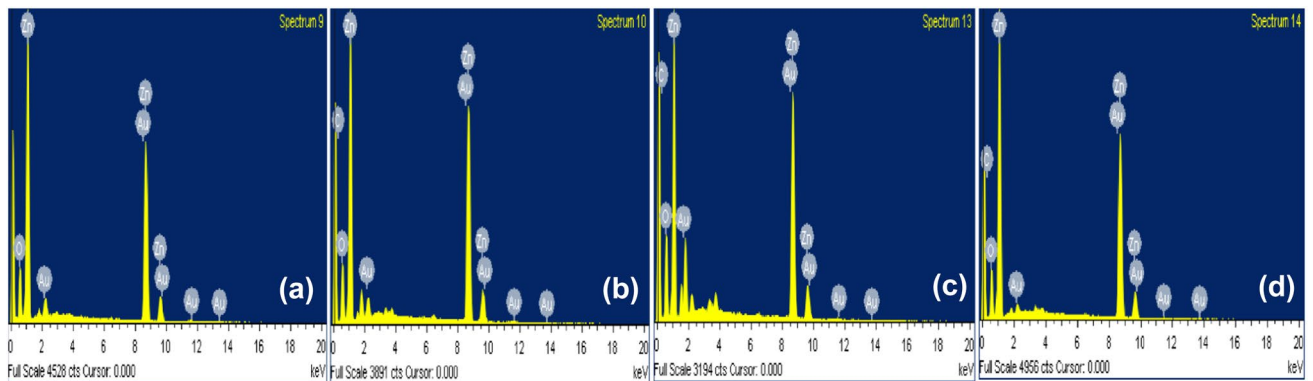 Spectrum 9
Zn
Zn
Au
O
Au
Zn
Au
Au
Au
(a)
0 2 4 6 8 10 12 14 16 18 20
Full Scale 4528 cts Cursor: 0.000 keV
Spectrum 10
Zn
Zn
Au
C
O
Au
Zn
Au
Au
Au
(b)
0 2 4 6 8 10 12 14 16 18 20
Full Scale 3891 cts Cursor: 0.000 keV
Spectrum 13
Zn
Zn
C
Au
O
Au
Zn
Au
Au
Au
(c)
0 2 4 6 8 10 12 14 16 18 20
Full Scale 3194 cts Cursor: 0.000 keV
Spectrum 14
Zn
Zn
Au
C
O
Au
Zn
Au
Au
Au
(d)
0 2 4 6 8 10 12 14 16 18 20
Full Scale 4956 cts Cursor: 0.000 keV